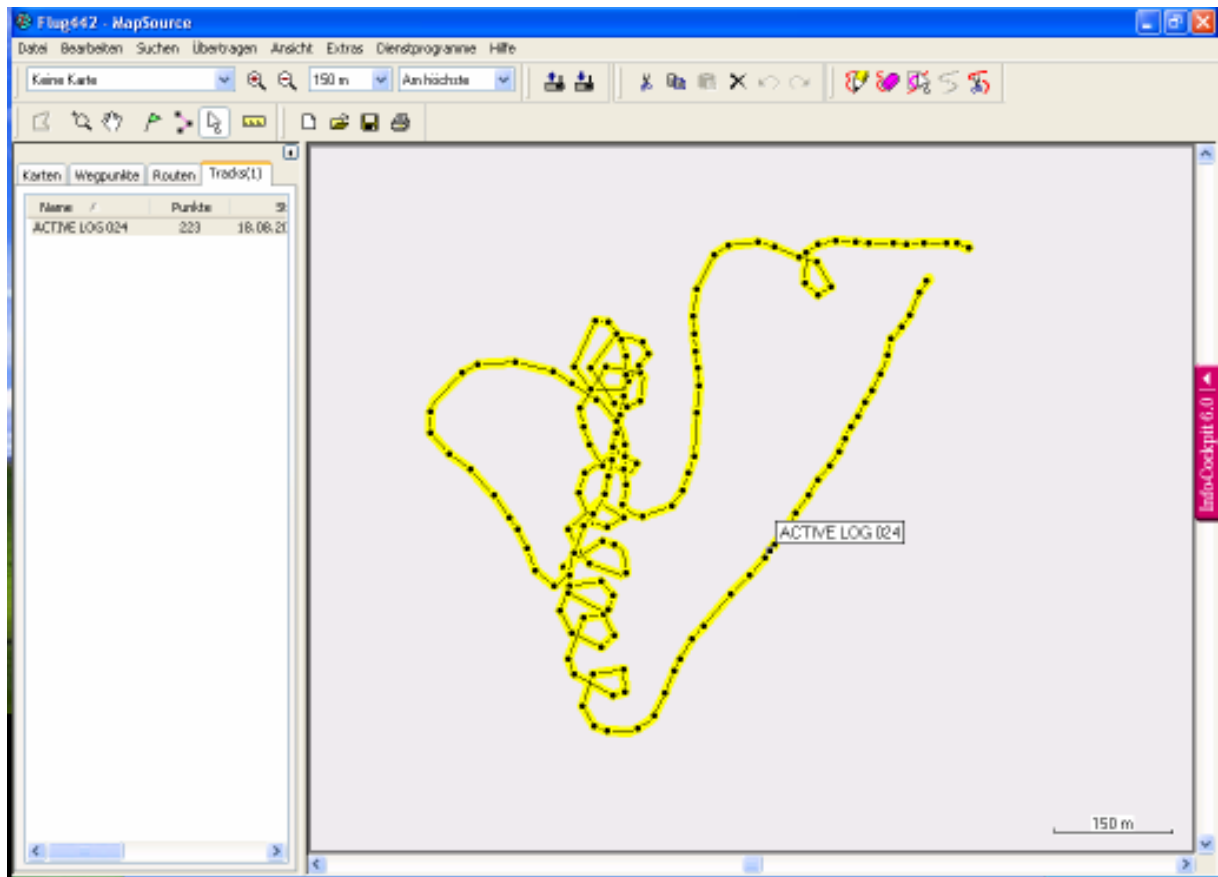 Flug442 - MapSource
Datei Bearbeiten Suchen Übertragen Ansicht Extras Dienstprogramme Hilfe
Keine Karte 150 m Am höchste
Karten Wegpunkte Routen Tracks(1)
Name Punkte St
ACTIVE LOG 024 223 18.08.20
ACTIVE LOG 024
Info-Cockpit 6.0
150 m